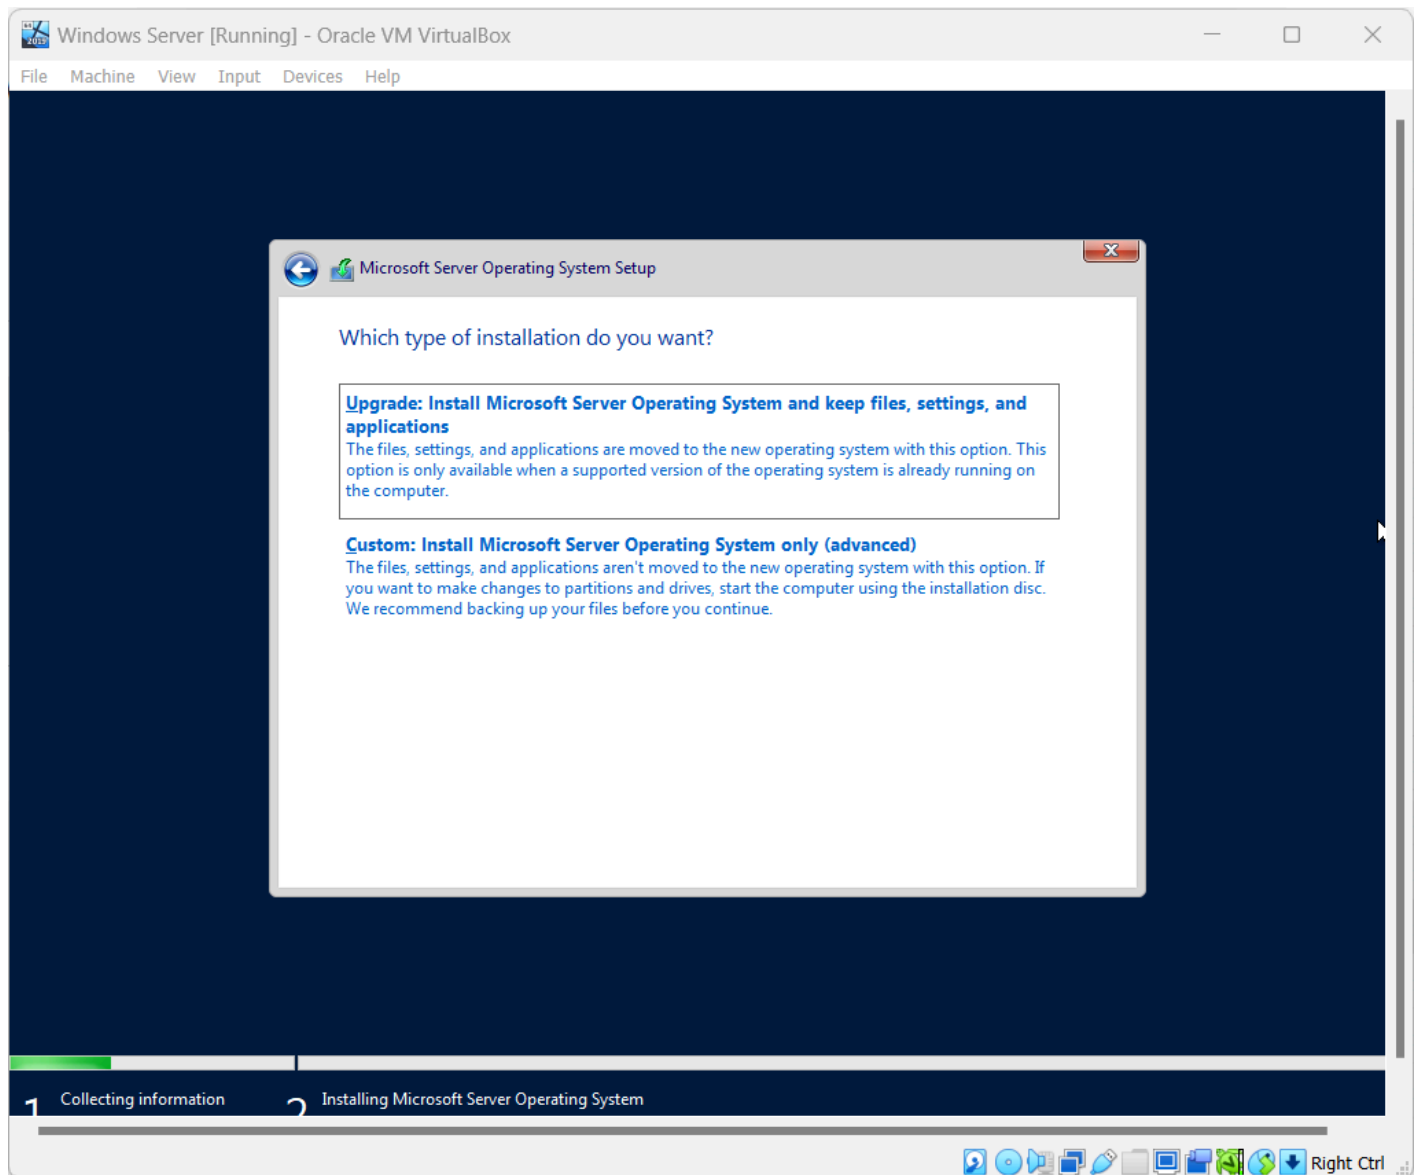 Windows Server [Running] - Oracle VM VirtualBox
File Machine View Input Devices Help
Microsoft Server Operating System Setup
Which type of installation do you want?
Upgrade: Install Microsoft Server Operating System and keep files, settings, and
applications
The files, settings, and applications are moved to the new operating system with this option. This
option is only available when a supported version of the operating system is already running on
the computer.
Custom: Install Microsoft Server Operating System only (advanced)
The files, settings, and applications aren't moved to the new operating system with this option. If
you want to make changes to partitions and drives, start the computer using the installation disc.
We recommend backing up your files before you continue.
1 Collecting information 2 Installing Microsoft Server Operating System
Right Ctrl